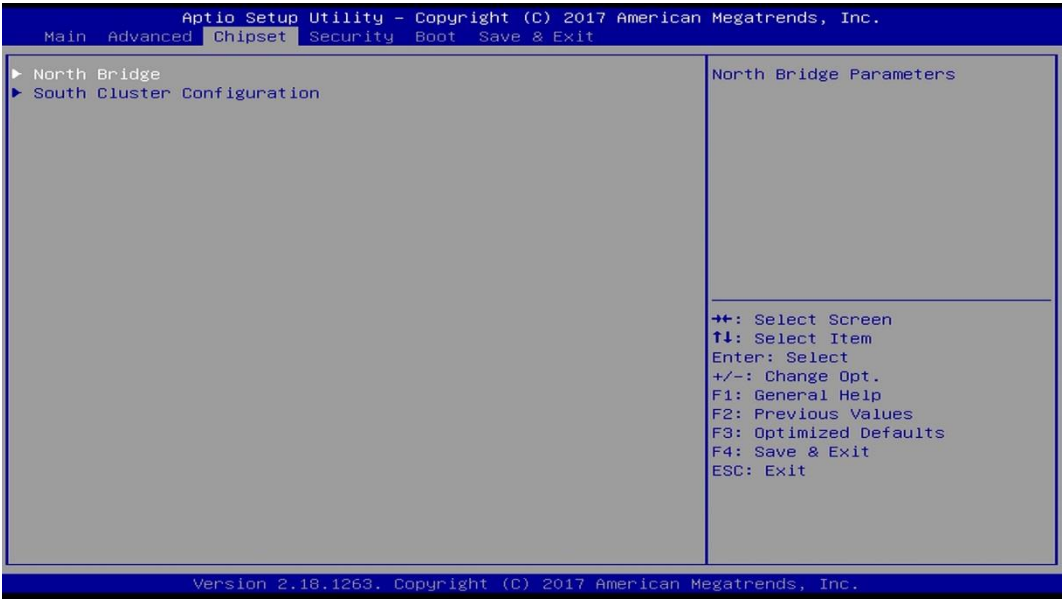 Aptio Setup Utility – Copyright (C) 2017 American Megatrends, Inc.
Main Advanced Chipset Security Boot Save & Exit
► North Bridge
► South Cluster Configuration
North Bridge Parameters
→←: Select Screen
↑↓: Select Item
Enter: Select
+/-: Change Opt.
F1: General Help
F2: Previous Values
F3: Optimized Defaults
F4: Save & Exit
ESC: Exit
Version 2.18.1263. Copyright (C) 2017 American Megatrends, Inc.